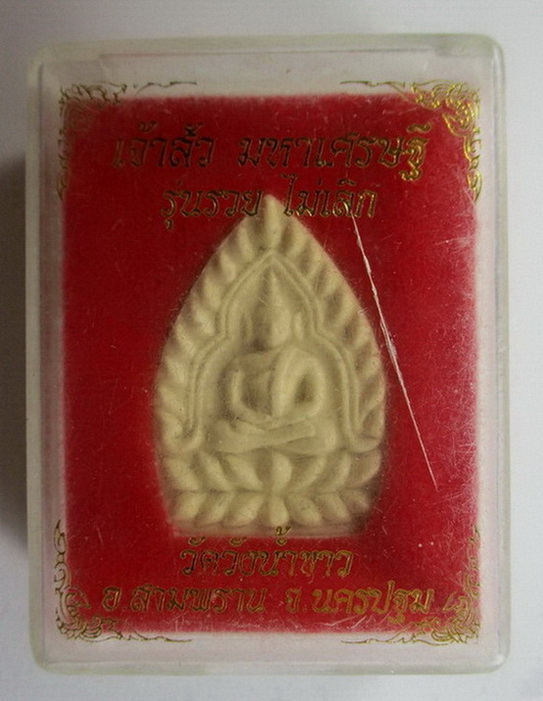 เจ้าสัว มหาเศรษฐี
รุ่นรวย ไม่เลิก
วัดวังน้ำขาว
อ.สามพราน จ.นครปฐม